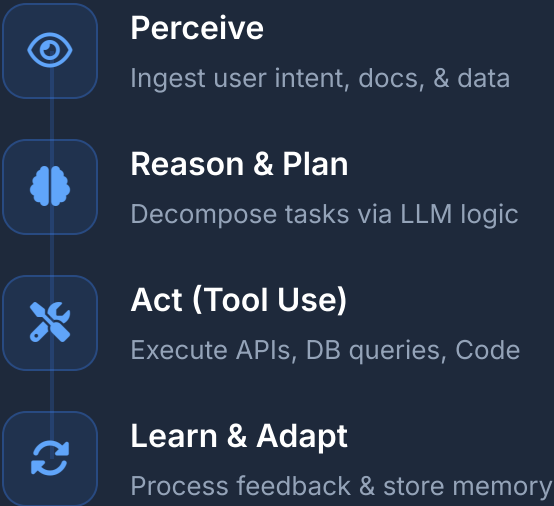 Perceive
Ingest user intent, docs, & data
Reason & Plan
Decompose tasks via LLM logic
Act (Tool Use)
Execute APIs, DB queries, Code
Learn & Adapt
Process feedback & store memory